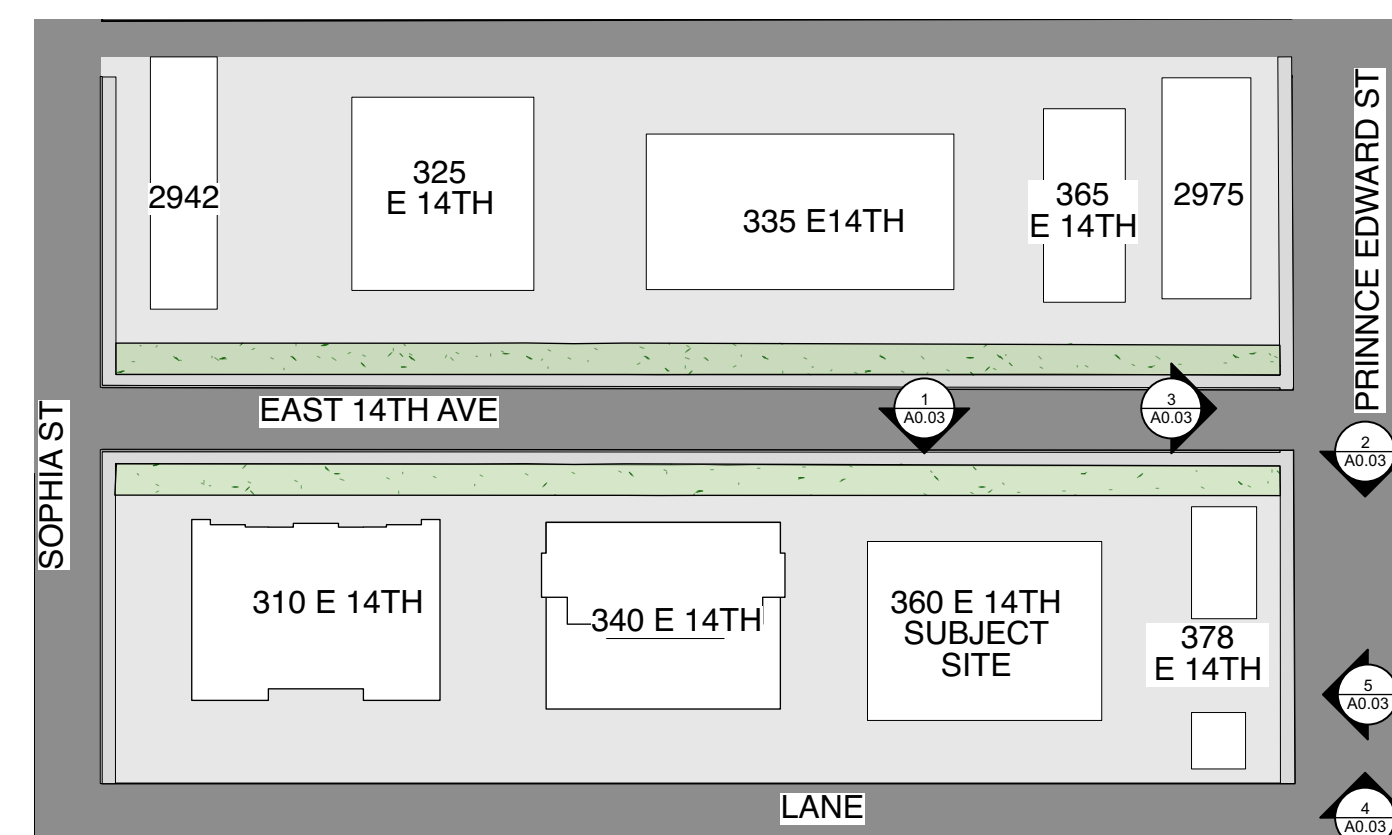 2942
325
E 14TH
335 E14TH
365
E 14TH
2975
PRINNCE EDWARD ST
EAST 14TH AVE
1
A0.03
3
A0.03
2
A0.03
SOPHIA ST
310 E 14TH
340 E 14TH
360 E 14TH
SUBJECT
SITE
378
E 14TH
5
A0.03
LANE
4
A0.03